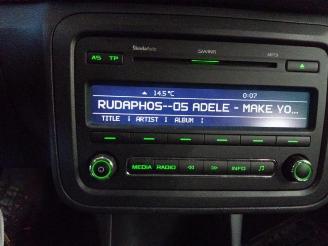 ŠkodaAuto SWING MP3
AS TP
14.5°C 0:07
RUDAPHOS--05 ADELE - MAKE YO...
TITLE ¦ ARTIST ¦ ALBUM ¦
MEDIA RADIO INFO